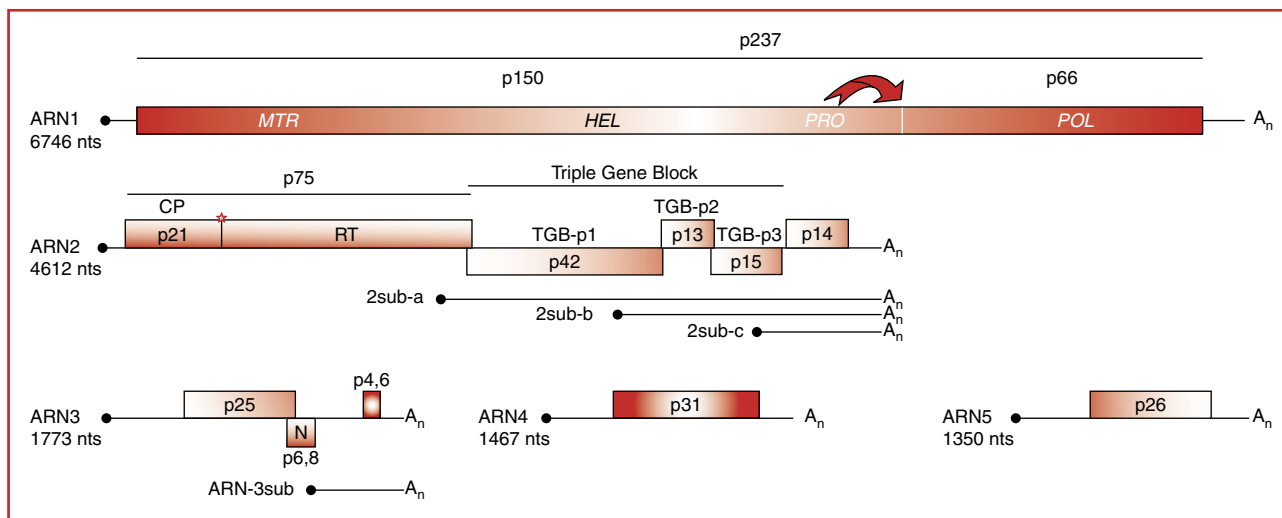 p237
p150 p66
ARN1 MTR HEL PRO POL An
6746 nts
p75 Triple Gene Block
CP TGB-p2
p21 RT TGB-p1 p13 TGB-p3 p14
ARN2 p42 p15 An
4612 nts
2sub-a An
2sub-b An
2sub-c An
p4,6
ARN3 p25 An ARN4 p31 An ARN5 p26 An
1773 nts N 1467 nts 1350 nts
p6,8
ARN-3sub An